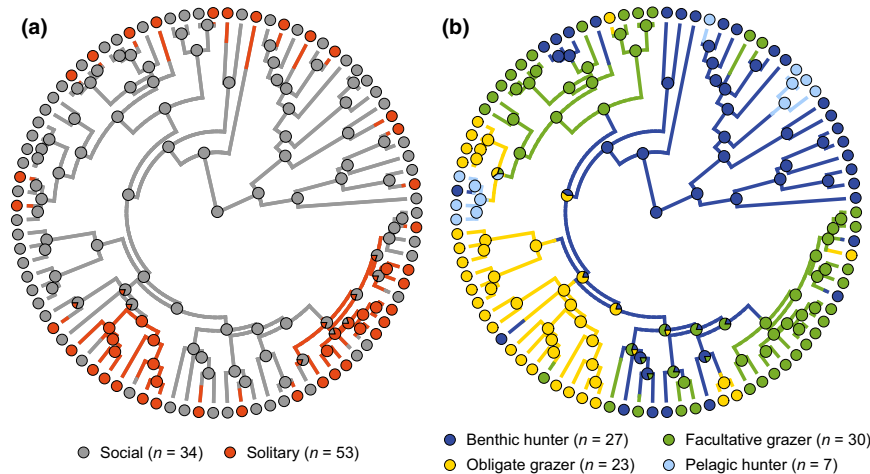 (a)
(b)
Social (n = 34) Solitary (n = 53)
Benthic hunter (n = 27) Facultative grazer (n = 30)
Obligate grazer (n = 23) Pelagic hunter (n = 7)